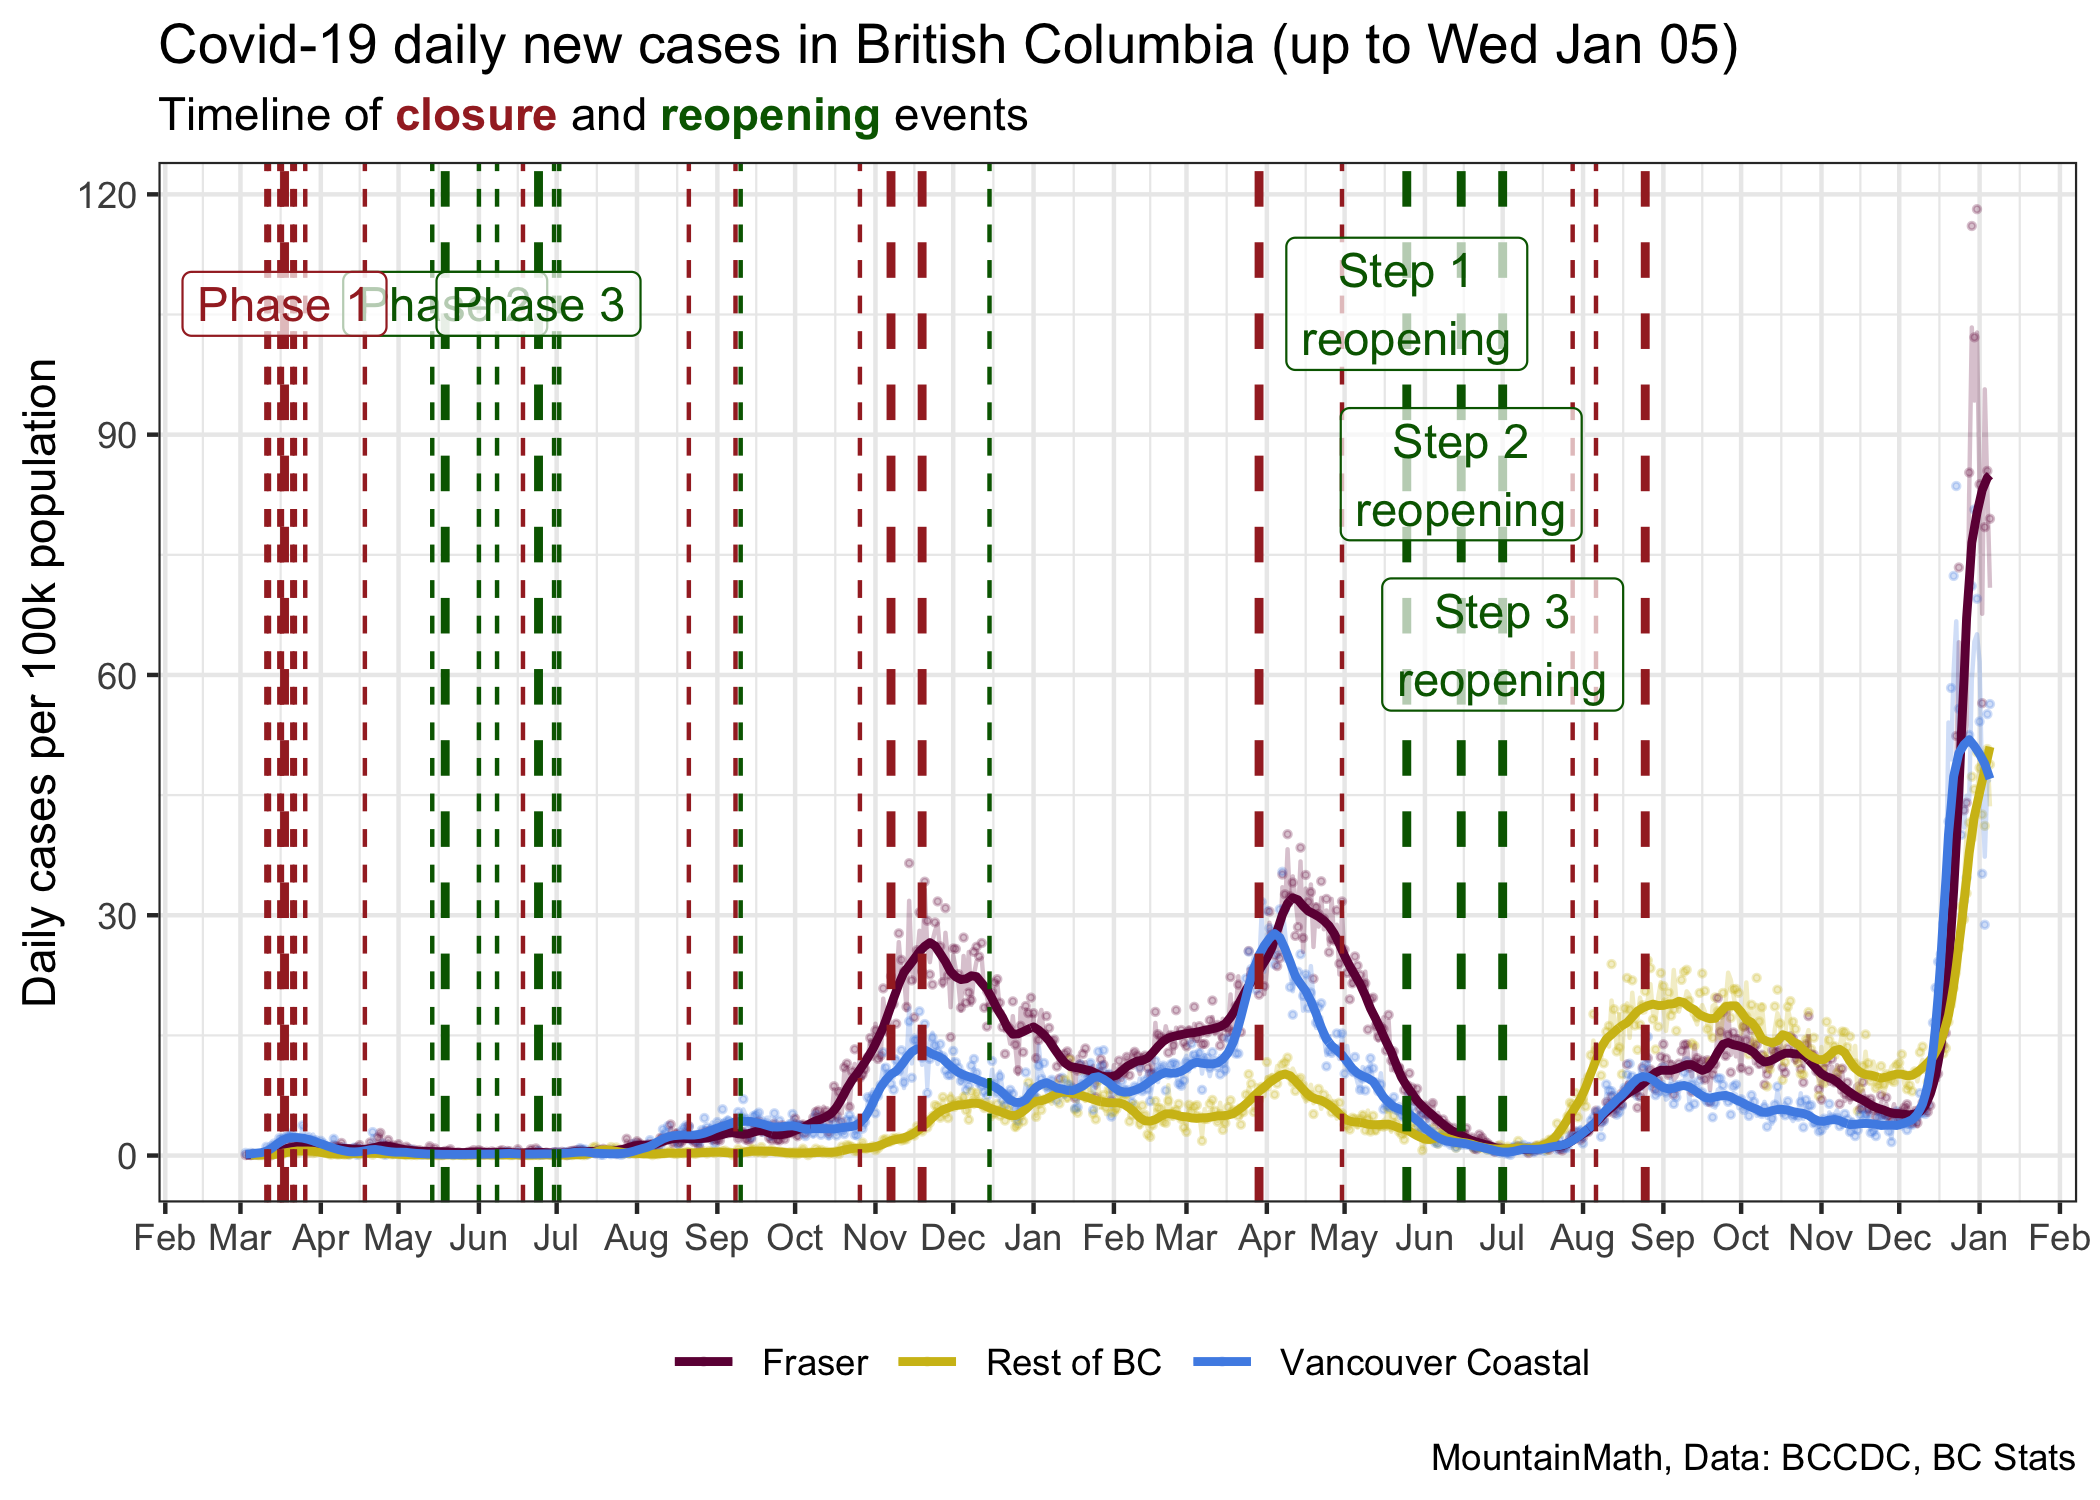 Covid-19 daily new cases in British Columbia (up to Wed Jan 05)
Timeline of closure and reopening events
Daily cases per 100k population
120
90
60
30
0
Phase 1
Phase 2
Phase 3
Step 1
reopening
Step 2
reopening
Step 3
reopening
Feb Mar Apr May Jun Jul Aug Sep Oct Nov Dec Jan Feb Mar Apr May Jun Jul Aug Sep Oct Nov Dec Jan Feb
Fraser Rest of BC Vancouver Coastal
MountainMath, Data: BCCDC, BC Stats